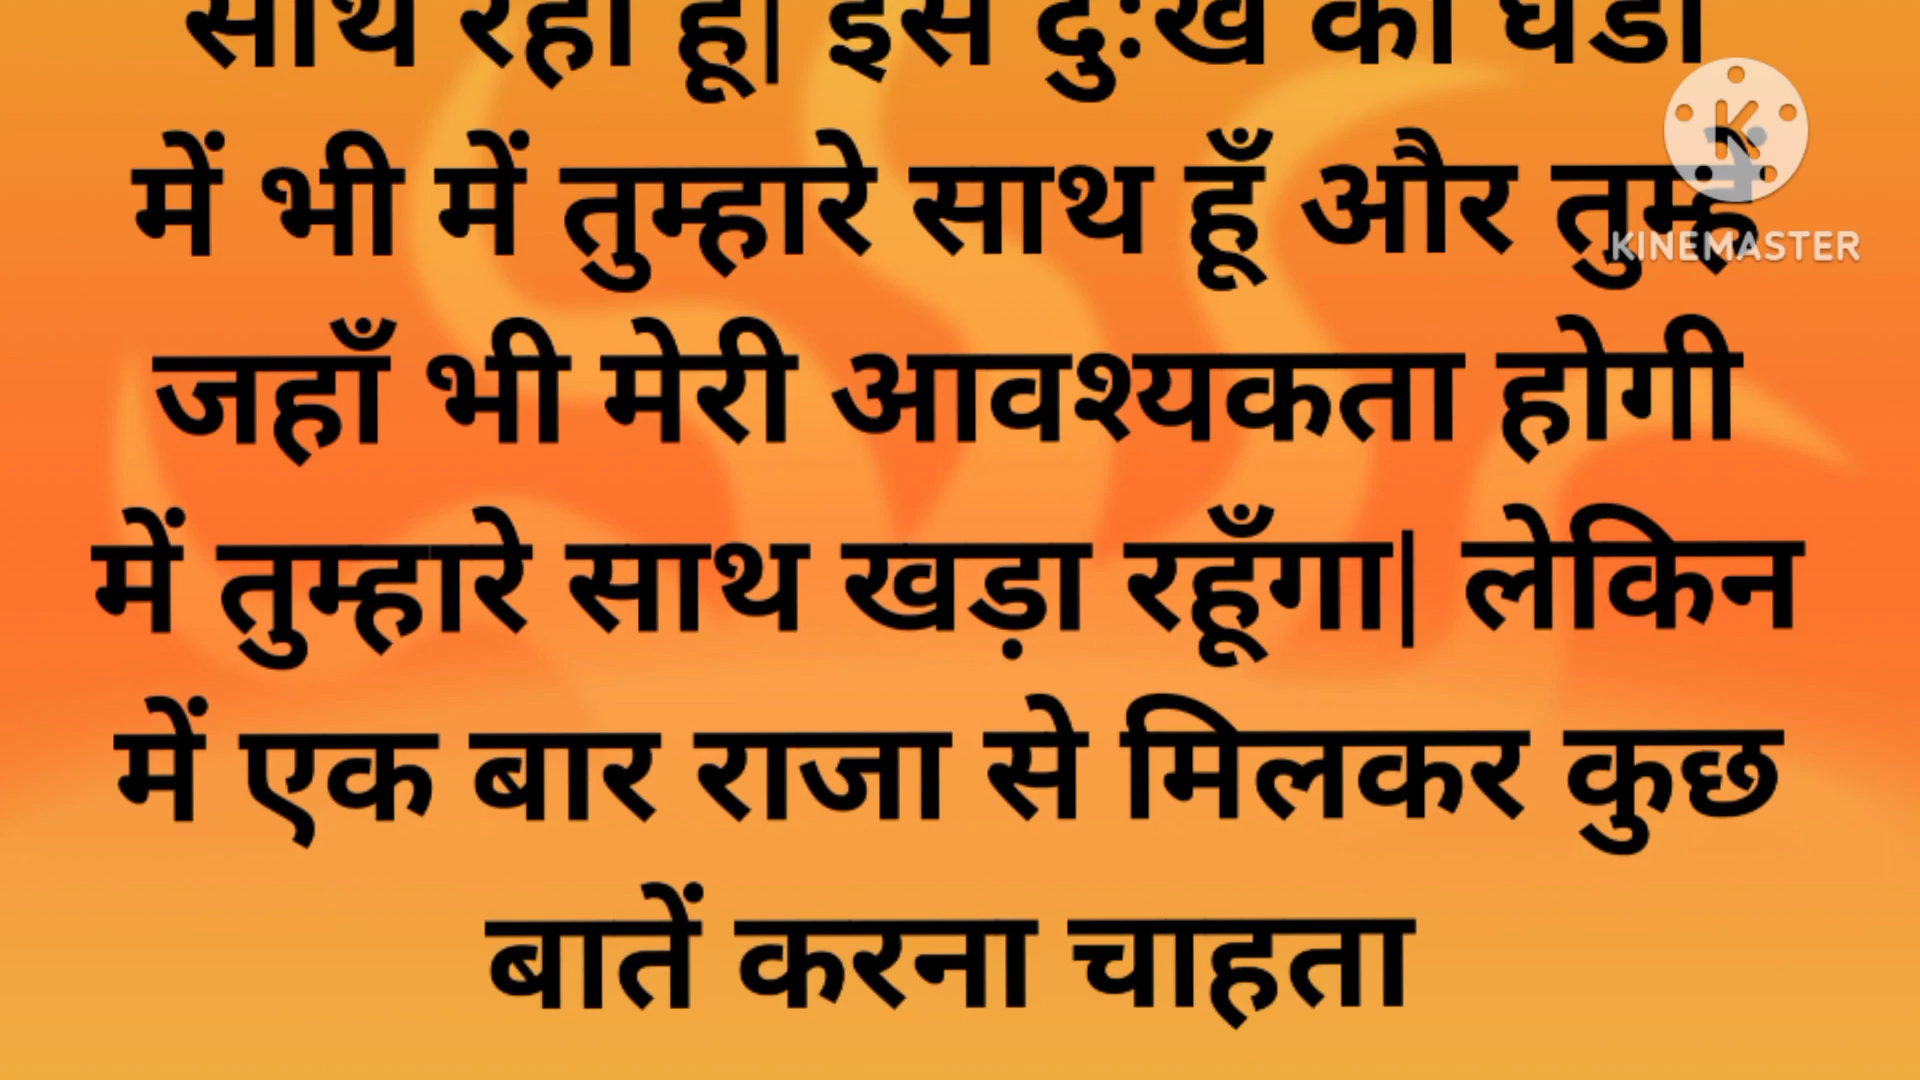 साथ रहा हूँ| इस दुःख की घडी
में भी में तुम्हारे साथ हूँ और तुम्हे
जहाँ भी मेरी आवश्यकता होगी
में तुम्हारे साथ खड़ा रहूँगा| लेकिन
में एक बार राजा से मिलकर कुछ
बातें करना चाहता
KINEMASTER